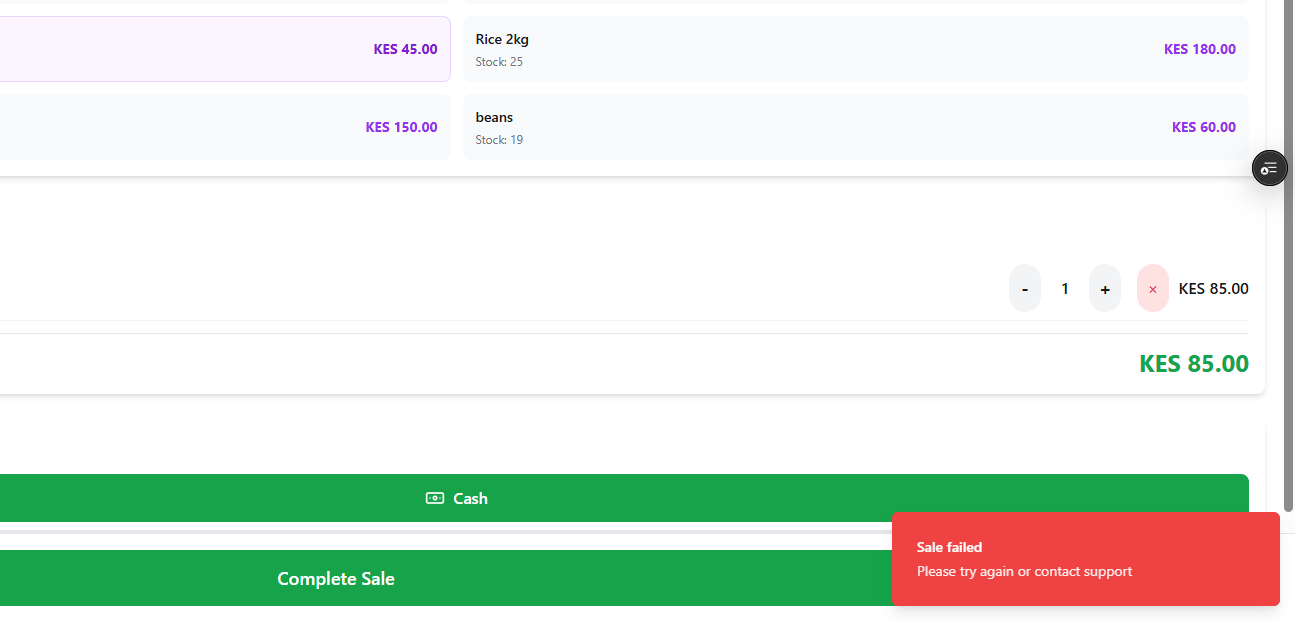 KES 45.00
Rice 2kg
Stock: 25
KES 180.00
KES 150.00
beans
Stock: 19
KES 60.00
- 1 + × KES 85.00
KES 85.00
Cash
Complete Sale
Sale failed
Please try again or contact support